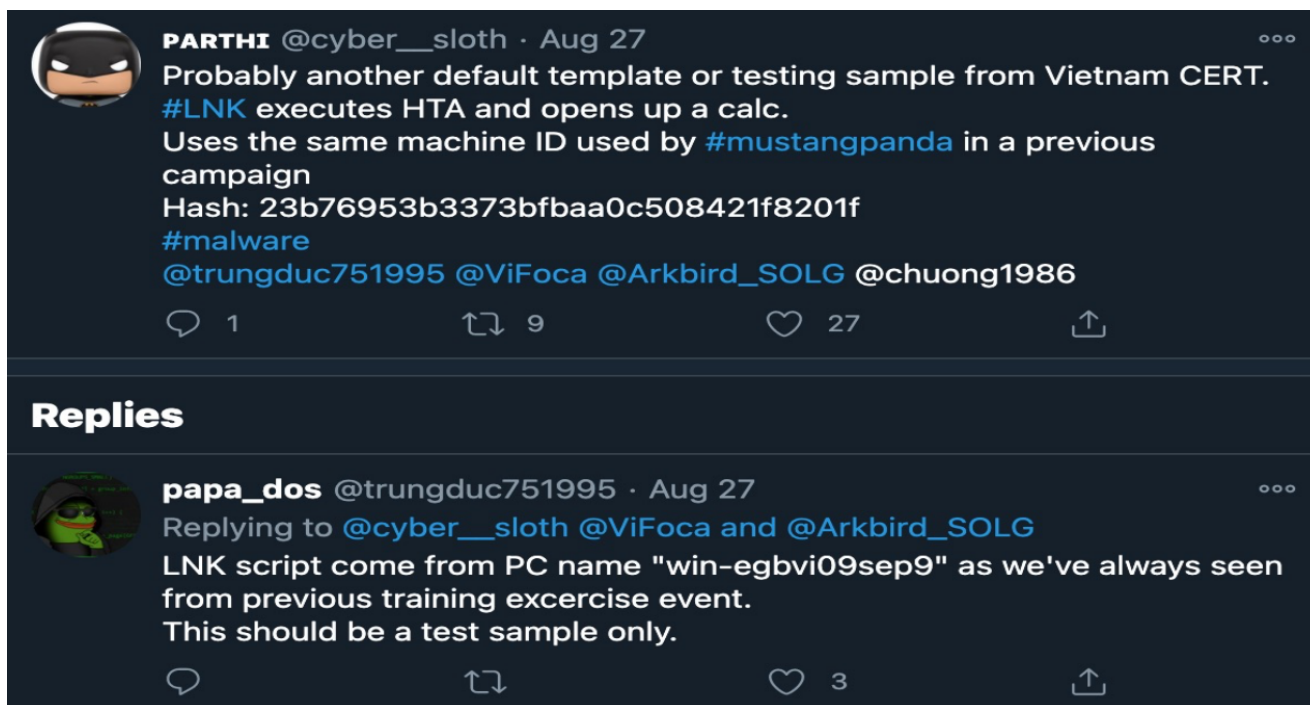 PARTHI @cyber__sloth · Aug 27
Probably another default template or testing sample from Vietnam CERT.
#LNK executes HTA and opens up a calc.
Uses the same machine ID used by #mustangpanda in a previous
campaign
Hash: 23b76953b3373bfbaa0c508421f8201f
#malware
@trungduc751995 @ViFoca @Arkbird_SOLG @chuong1986
1 9 27
Replies
papa_dos @trungduc751995 · Aug 27
Replying to @cyber__sloth @ViFoca and @Arkbird_SOLG
LNK script come from PC name "win-egbvi09sep9" as we've always seen
from previous training excercise event.
This should be a test sample only.
3